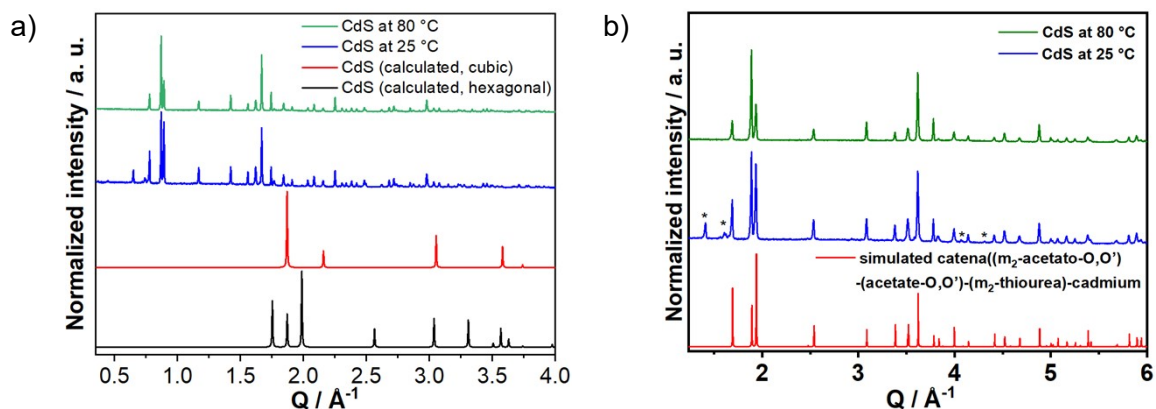 a)
Normalized intensity / a. u.
CdS at 80 °C
CdS at 25 °C
CdS (calculated, cubic)
CdS (calculated, hexagonal)
0.5 1.0 1.5 2.0 2.5 3.0 3.5 4.0
Q / Å-1
b)
Normalized intensity / a. u.
CdS at 80 °C
CdS at 25 °C
* * * *
simulated catena((m2-acetato-O,O’)
-(acetate-O,O’)-(m2-thiourea)-cadmium
2 3 4 5 6
Q / Å-1